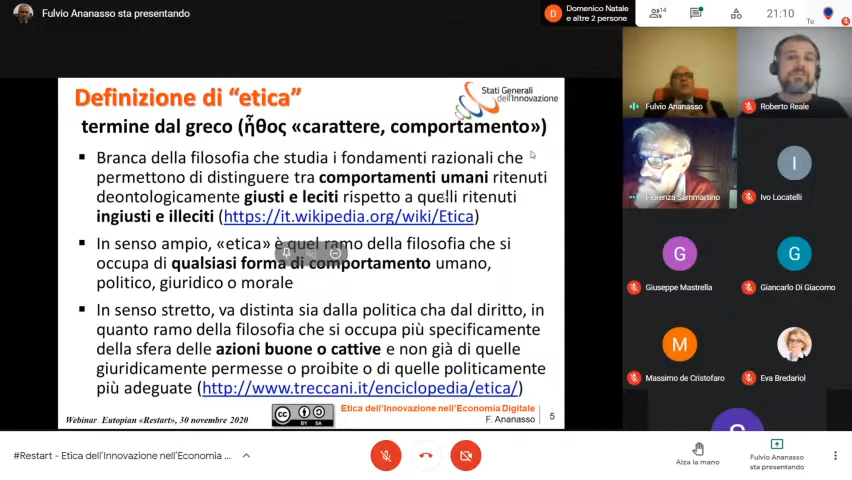 Fulvio Ananasso sta presentando
D
Domenico Natale
e altre 2 persone
14
21:10
Tu
Definizione di “etica”
Stati Generali
dell'Innovazione
termine dal greco (ἦθος «carattere, comportamento»)
Branca della filosofia che studia i fondamenti razionali che
permettono di distinguere tra comportamenti umani ritenuti
deontologicamente giusti e leciti rispetto a quelli ritenuti
ingiusti e illeciti (https://it.wikipedia.org/wiki/Etica)
In senso ampio, «etica» è quel ramo della filosofia che si
occupa di qualsiasi forma di comportamento umano,
politico, giuridico o morale
In senso stretto, va distinta sia dalla politica cha dal diritto, in
quanto ramo della filosofia che si occupa più specificamente
della sfera delle azioni buone o cattive e non già di quelle
giuridicamente permesse o proibite o di quelle politicamente
più adeguate (http://www.treccani.it/enciclopedia/etica/)
Webinar Eutopian «Restart», 30 novembre 2020
cc
BY SA
Etica dell'Innovazione nell'Economia Digitale
F. Ananasso
5
Fulvio Ananasso
Roberto Reale
Fiorenza Sammartino
I
Ivo Locatelli
G
Giuseppe Mastrella
G
Giancarlo Di Giacomo
M
Massimo de Cristofaro
Eva Bredariol
#Restart - Etica dell'Innovazione nell'Economia ...
Alza la mano
Fulvio Ananasso
sta presentando